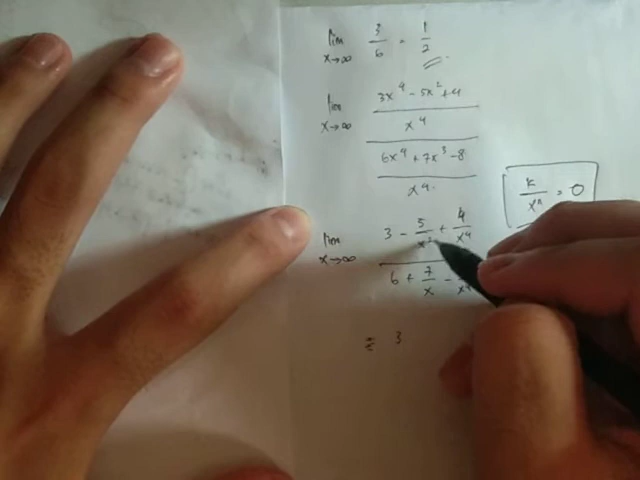 lim x→∞ 3/6 = 1/2
lim x→∞ ((3x⁴ - 5x² + 4)/x⁴)/((6x⁴ + 7x³ - 8)/x⁴)
k/xⁿ = 0
lim x→∞ (3 - 5/x² + 4/x⁴)/(6 + 7/x -
= 3